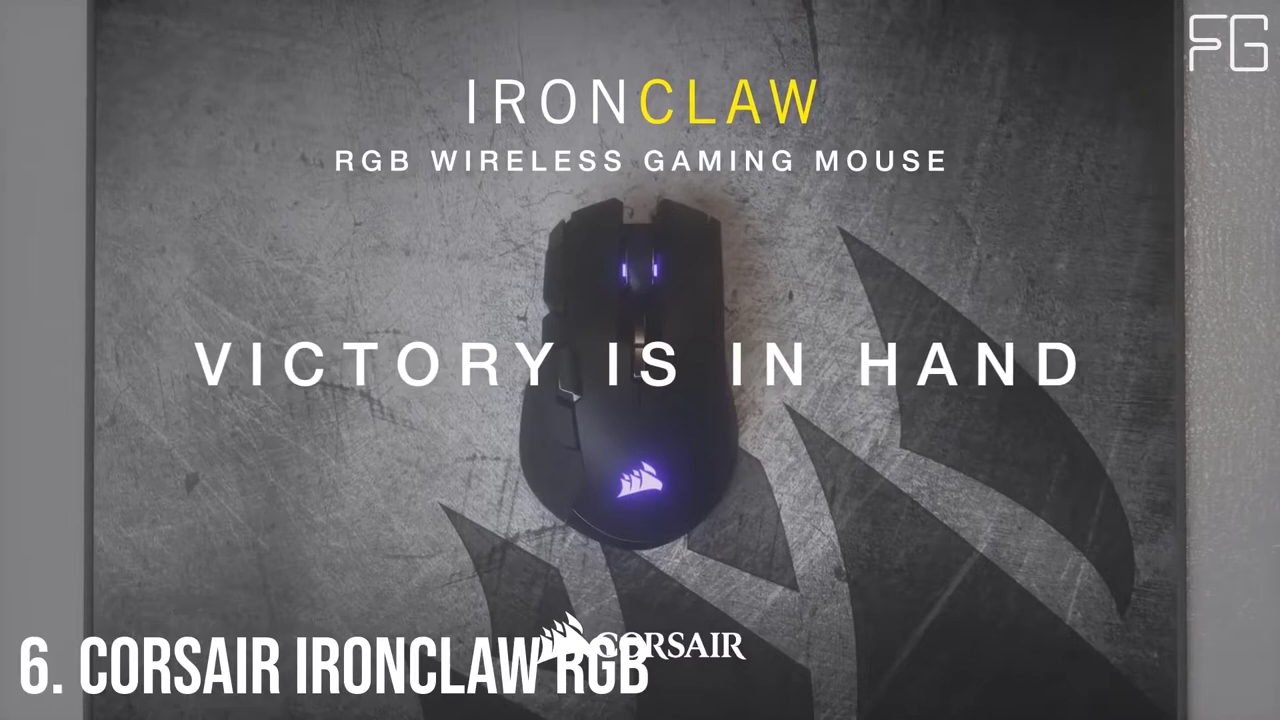 FG
IRONCLAW
RGB WIRELESS GAMING MOUSE
VICTORY IS IN HAND
CORSAIR
6. CORSAIR IRONCLAW RGB